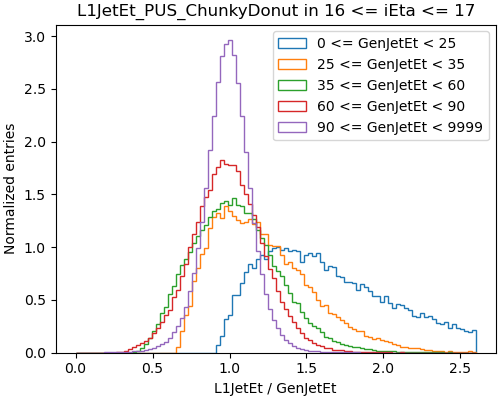 L1JetEt_PUS_ChunkyDonut in 16 <= iEta <= 17
0 <= GenJetEt < 25
25 <= GenJetEt < 35
35 <= GenJetEt < 60
60 <= GenJetEt < 90
90 <= GenJetEt < 9999
Normalized entries
3.0
2.5
2.0
1.5
1.0
0.5
0.0
0.0 0.5 1.0 1.5 2.0 2.5
L1JetEt / GenJetEt